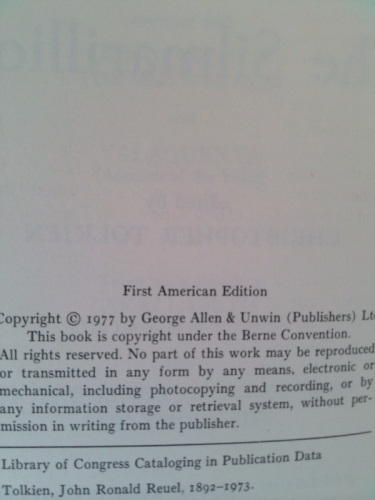 First American Edition
Copyright © 1977 by George Allen & Unwin (Publishers) Lt
This book is copyright under the Berne Convention.
All rights reserved. No part of this work may be reproduced
or transmitted in any form by any means, electronic or
mechanical, including photocopying and recording, or by
any information storage or retrieval system, without per-
mission in writing from the publisher.
Library of Congress Cataloging in Publication Data
Tolkien, John Ronald Reuel, 1892-1973.